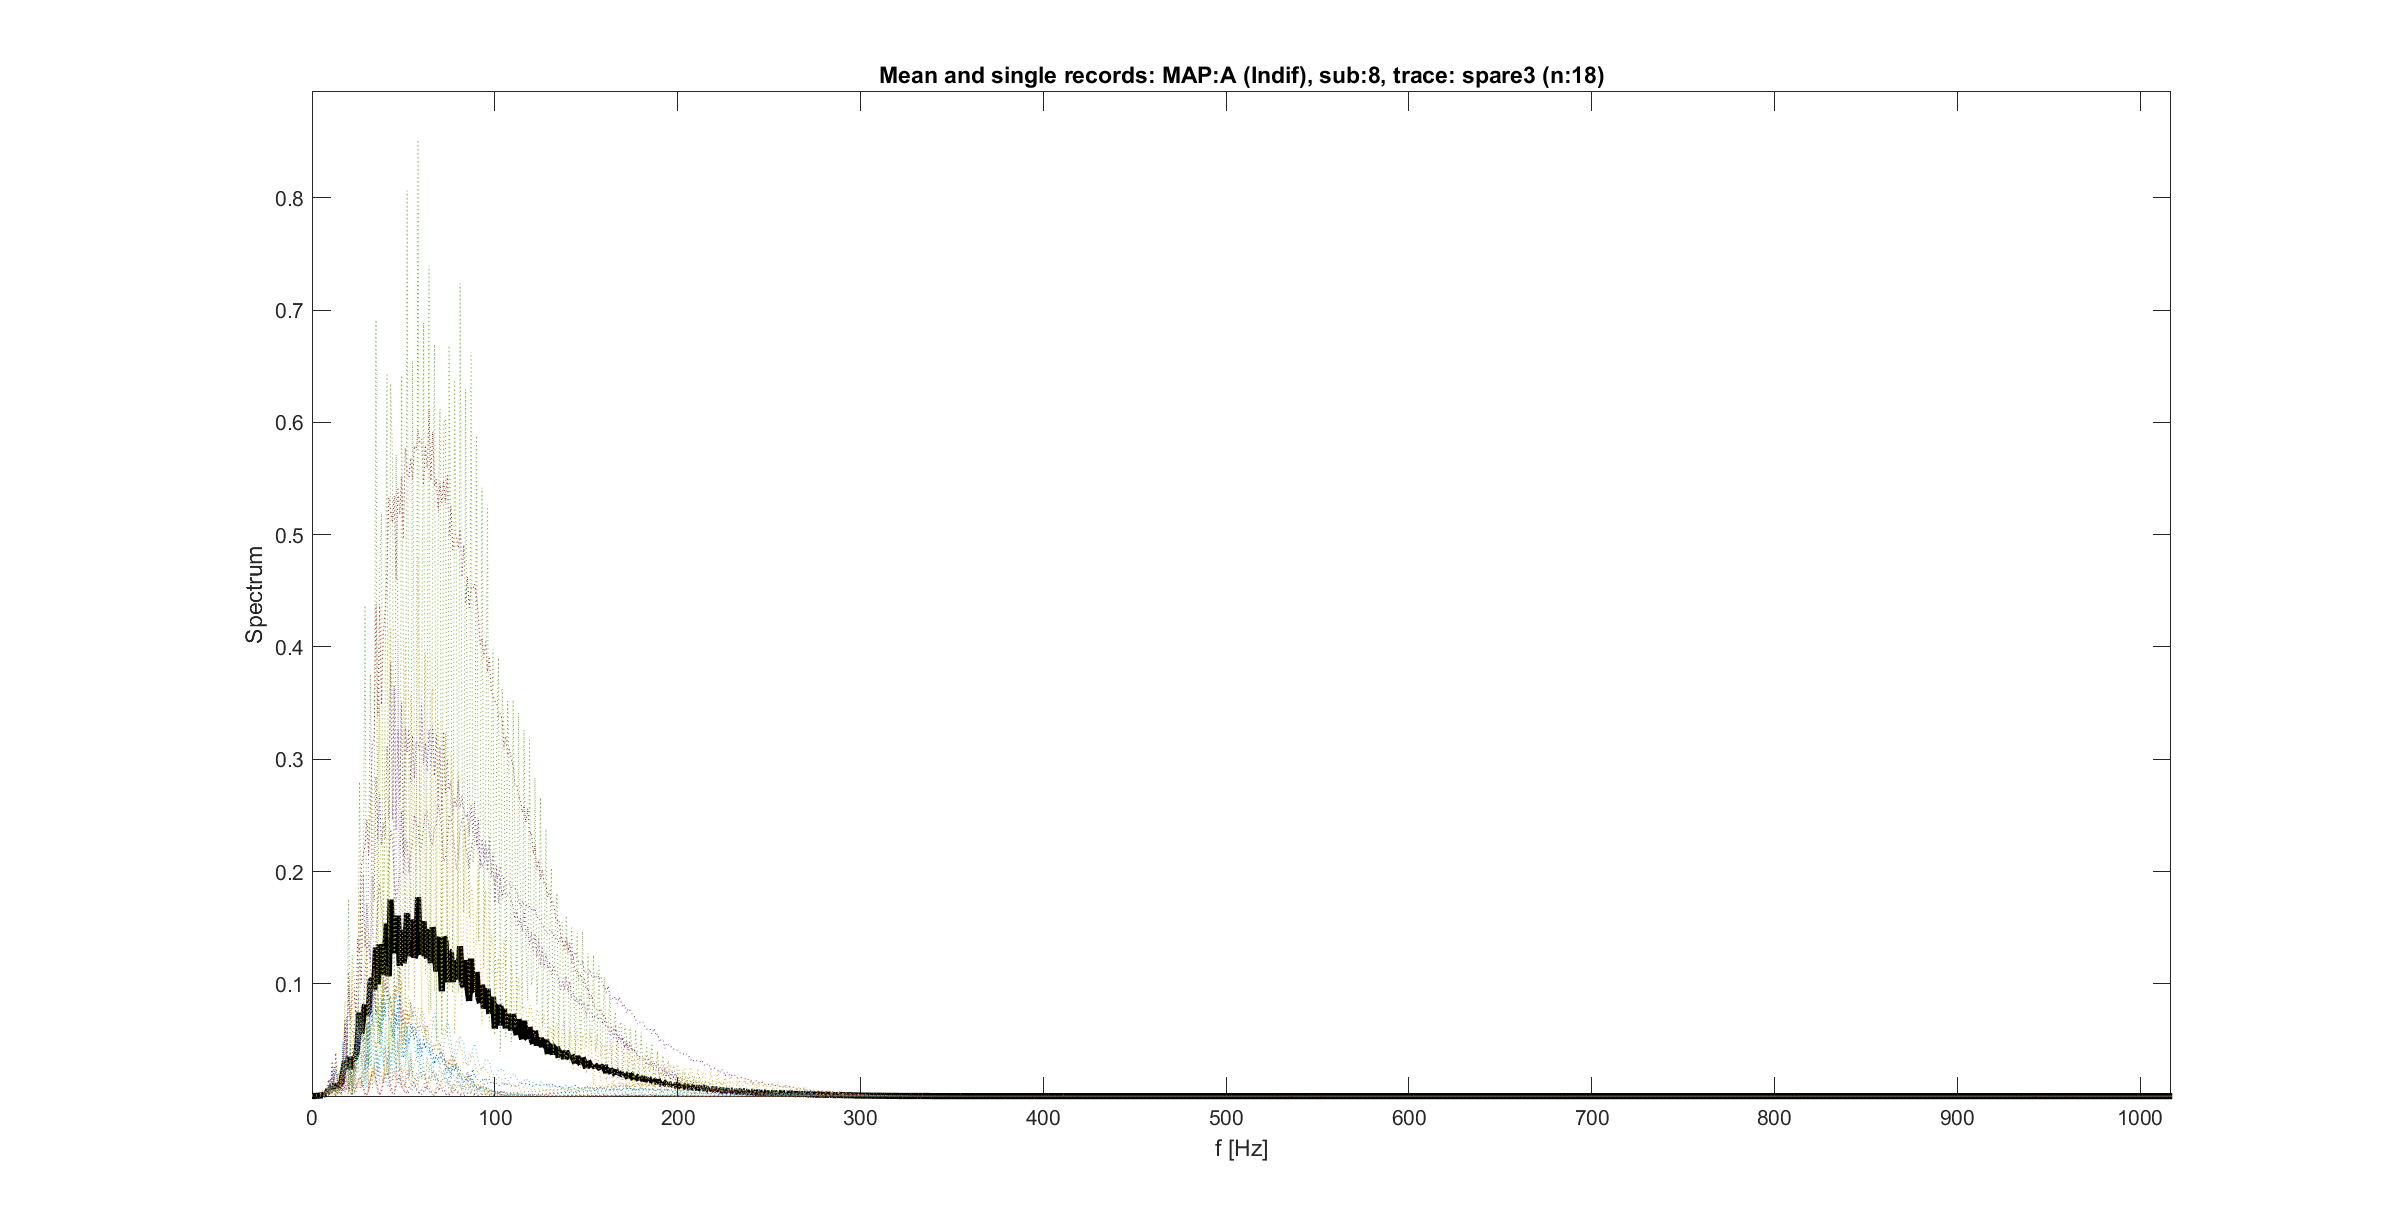 Mean and single records: MAP:A (Indif), sub:8, trace: spare3 (n:18)
0.8
0.7
0.6
0.5
0.4
0.3
0.2
0.1
Spectrum
0 100 200 300 400 500 600 700 800 900 1000
f [Hz]